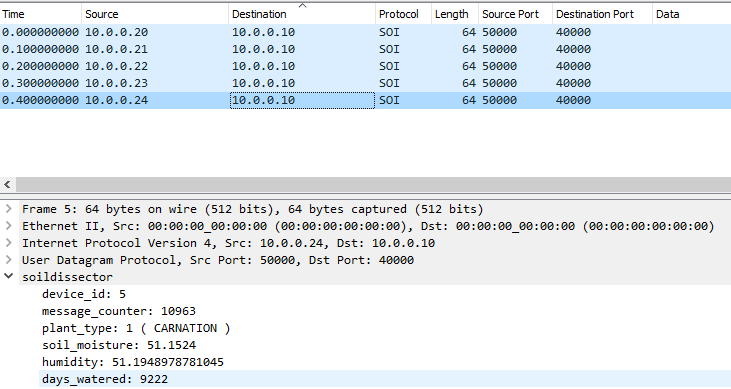 Time Source Destination Protocol Length Source Port Destination Port Data
0.000000000 10.0.0.20 10.0.0.10 SOI 64 50000 40000
0.100000000 10.0.0.21 10.0.0.10 SOI 64 50000 40000
0.200000000 10.0.0.22 10.0.0.10 SOI 64 50000 40000
0.300000000 10.0.0.23 10.0.0.10 SOI 64 50000 40000
0.400000000 10.0.0.24 10.0.0.10 SOI 64 50000 40000
Frame 5: 64 bytes on wire (512 bits), 64 bytes captured (512 bits)
Ethernet II, Src: 00:00:00_00:00:00 (00:00:00:00:00:00), Dst: 00:00:00_00:00:00 (00:00:00:00:00:00)
Internet Protocol Version 4, Src: 10.0.0.24, Dst: 10.0.0.10
User Datagram Protocol, Src Port: 50000, Dst Port: 40000
soildissector
device_id: 5
message_counter: 10963
plant_type: 1 ( CARNATION )
soil_moisture: 51.1524
humidity: 51.1948978781045
days_watered: 9222